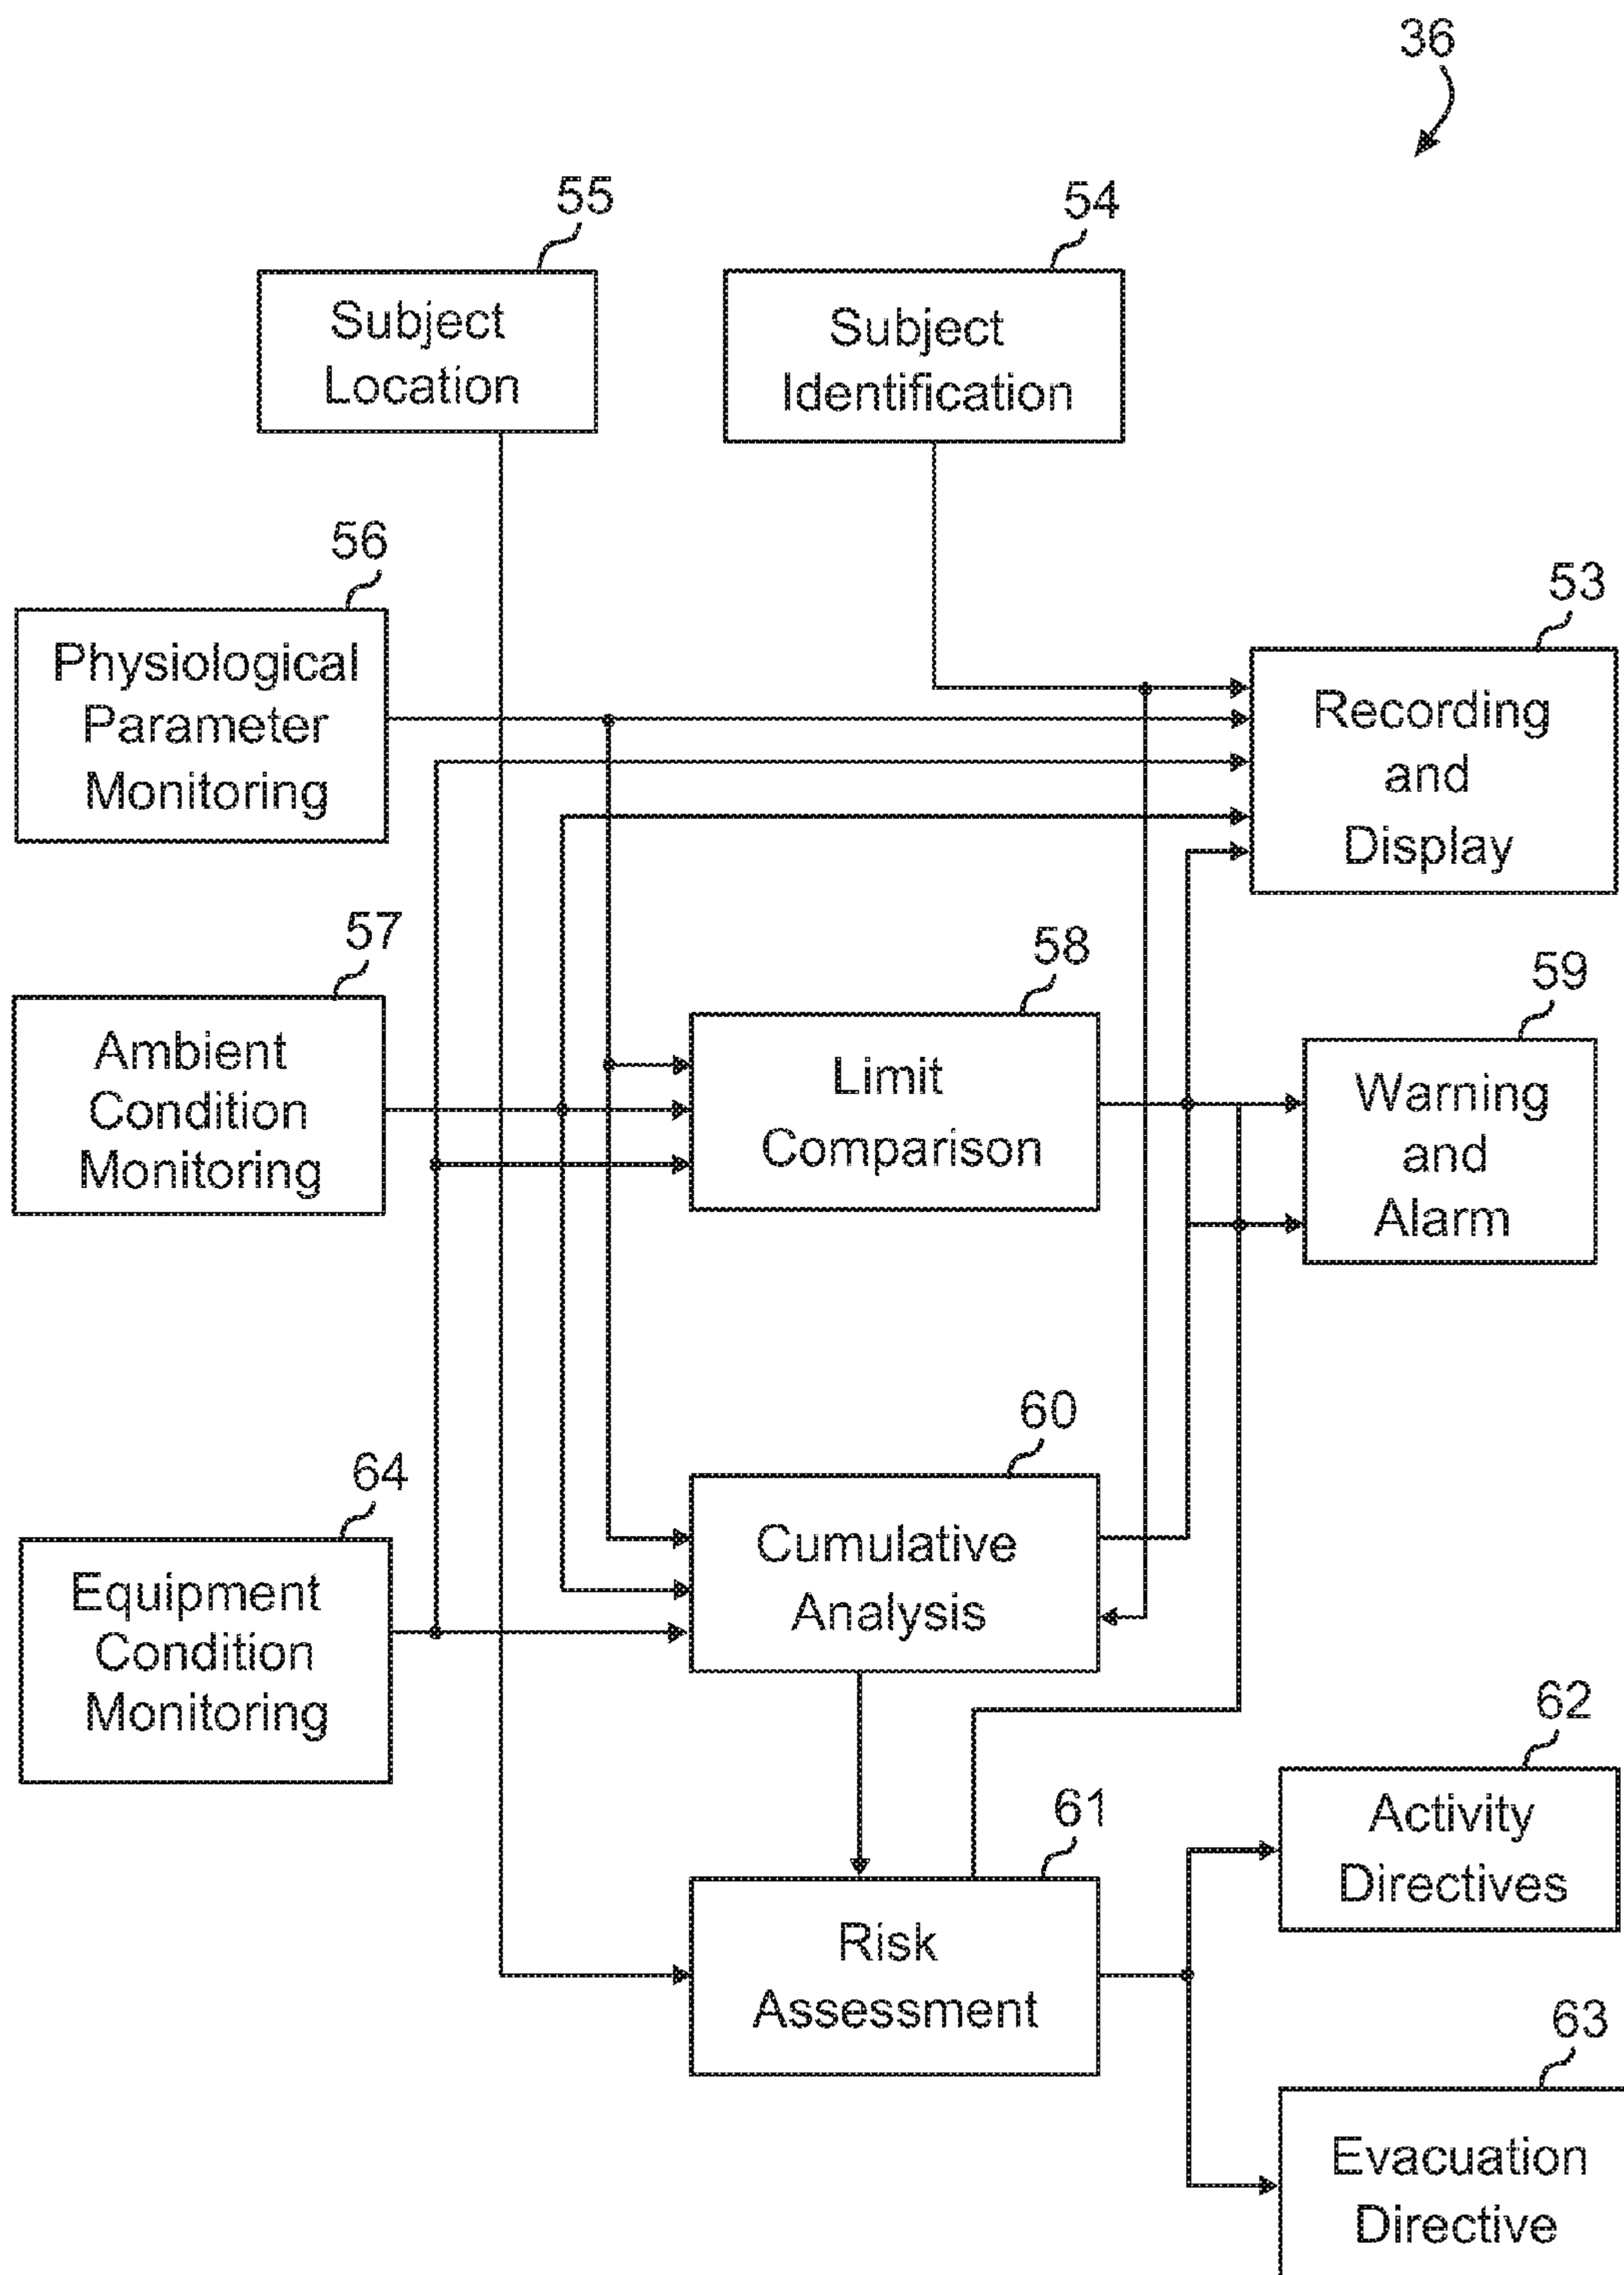 36
55
Subject
Location
54
Subject
Identification
56
Physiological
Parameter
Monitoring
53
Recording
and
Display
57
Ambient
Condition
Monitoring
58
Limit
Comparison
59
Warning
and
Alarm
64
Equipment
Condition
Monitoring
60
Cumulative
Analysis
61
Risk
Assessment
62
Activity
Directives
63
Evacuation
Directive